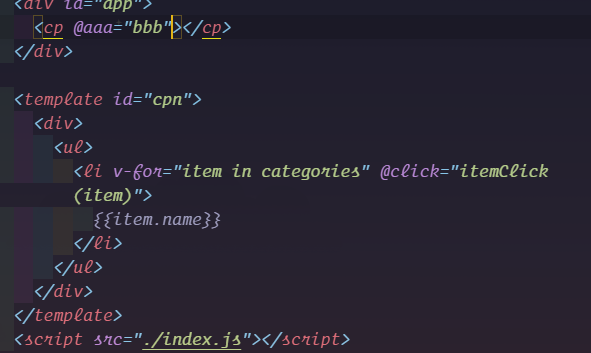 <div id="app">
<cp @aaa="bbb"></cp>
</div>
<template id="cpn">
<div>
<ul>
<li v-for="item in categories" @click="itemClick
(item)">
{{item.name}}
</li>
</ul>
</div>
</template>
<script src="./index.js"></script>